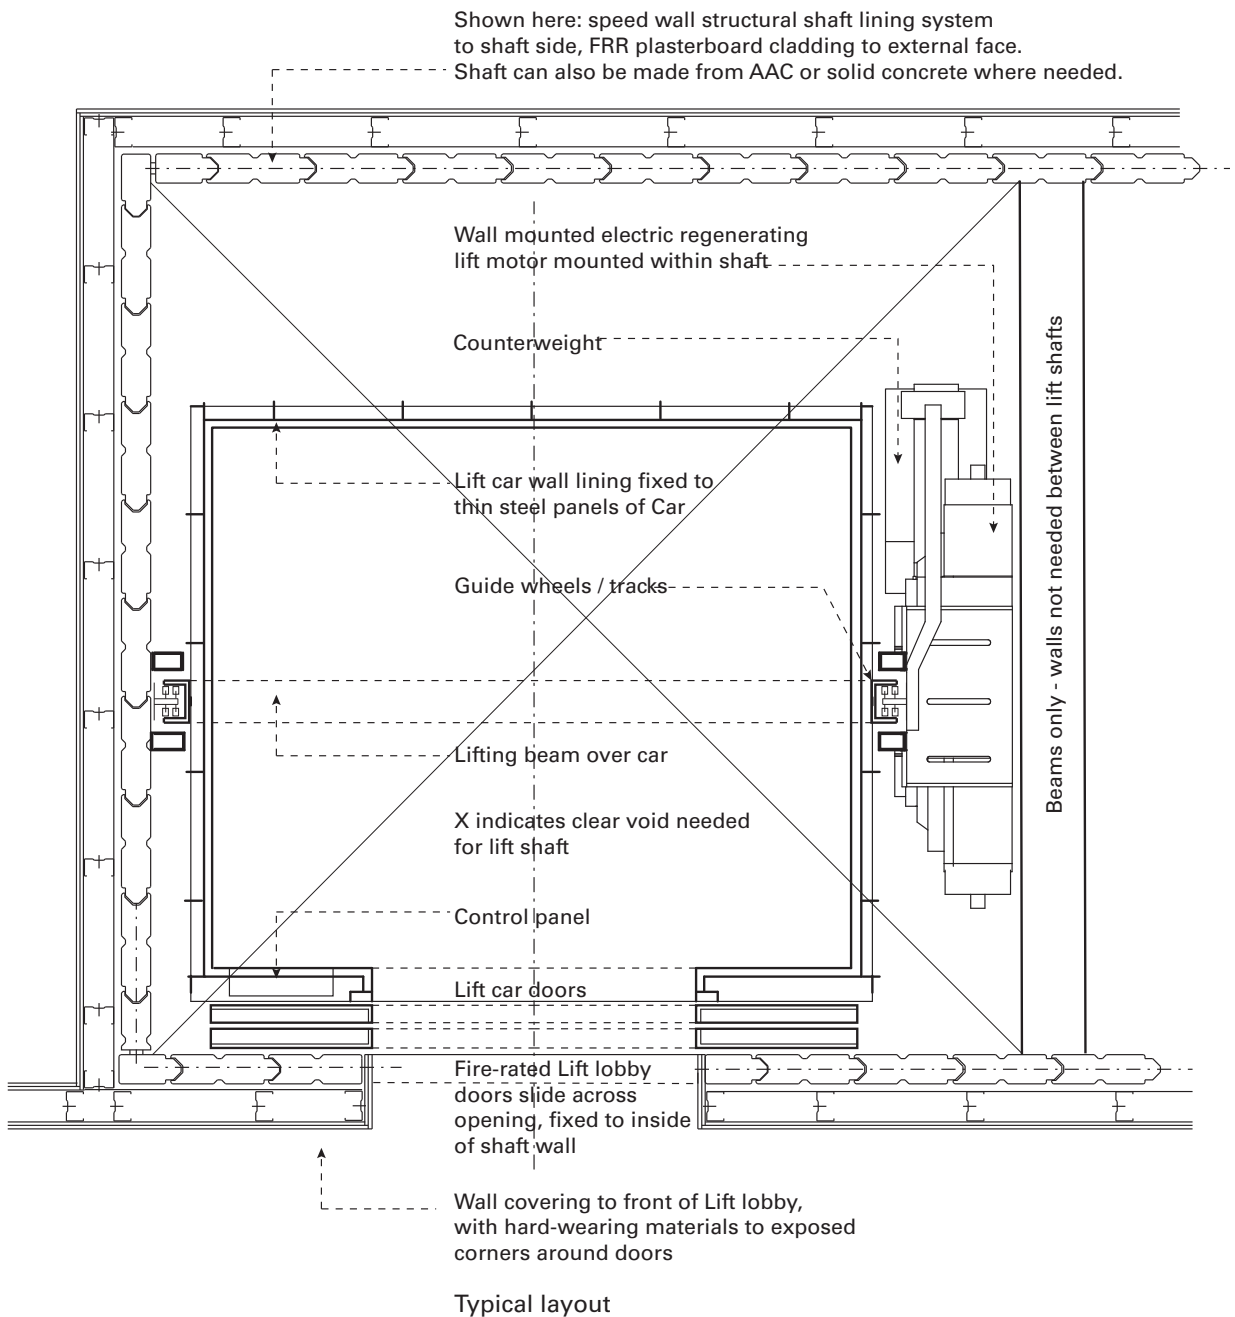 Shown here: speed wall structural shaft lining system
to shaft side, FRR plasterboard cladding to external face.
Shaft can also be made from AAC or solid concrete where needed.
Wall mounted electric regenerating
lift motor mounted within shaft
Counterweight
Beams only - walls not needed between lift shafts
Lift car wall lining fixed to
thin steel panels of Car
Guide wheels / tracks
Lifting beam over car
X indicates clear void needed
for lift shaft
Control panel
Lift car doors
Fire-rated Lift lobby
doors slide across
opening, fixed to inside
of shaft wall
Wall covering to front of Lift lobby,
with hard-wearing materials to exposed
corners around doors
Typical layout